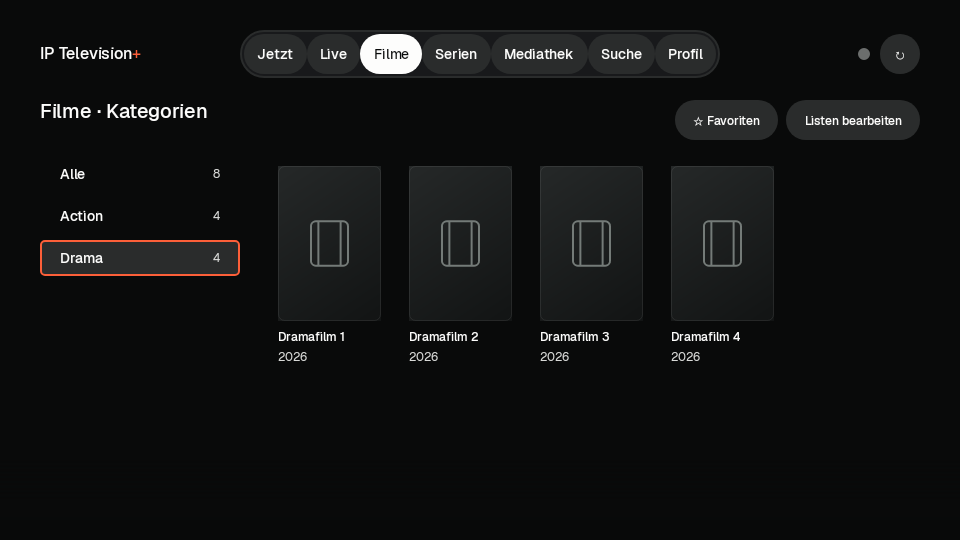 IP Television+
Jetzt
Live
Filme
Serien
Mediathek
Suche
Profil
↻
Filme · Kategorien
☆ Favoriten
Listen bearbeiten
Alle 8
Action 4
Drama 4
Dramafilm 1
2026
Dramafilm 2
2026
Dramafilm 3
2026
Dramafilm 4
2026